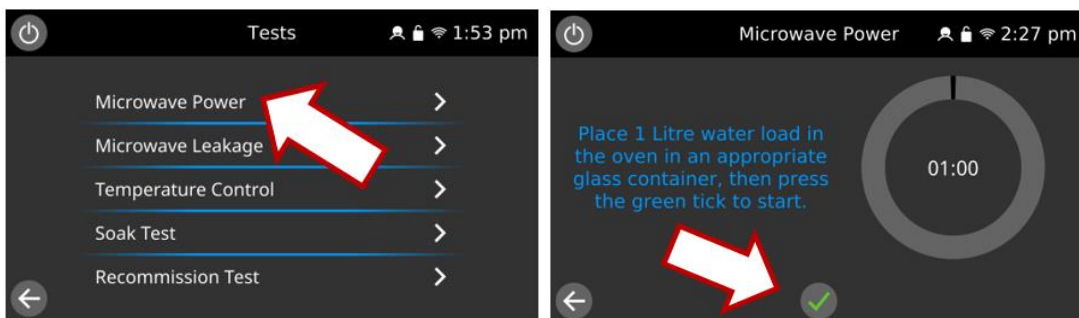 Tests
1:53 pm
Microwave Power
Microwave Leakage
Temperature Control
Soak Test
Recommission Test
Microwave Power
2:27 pm
Place 1 Litre water load in
the oven in an appropriate
glass container, then press
the green tick to start.
01:00